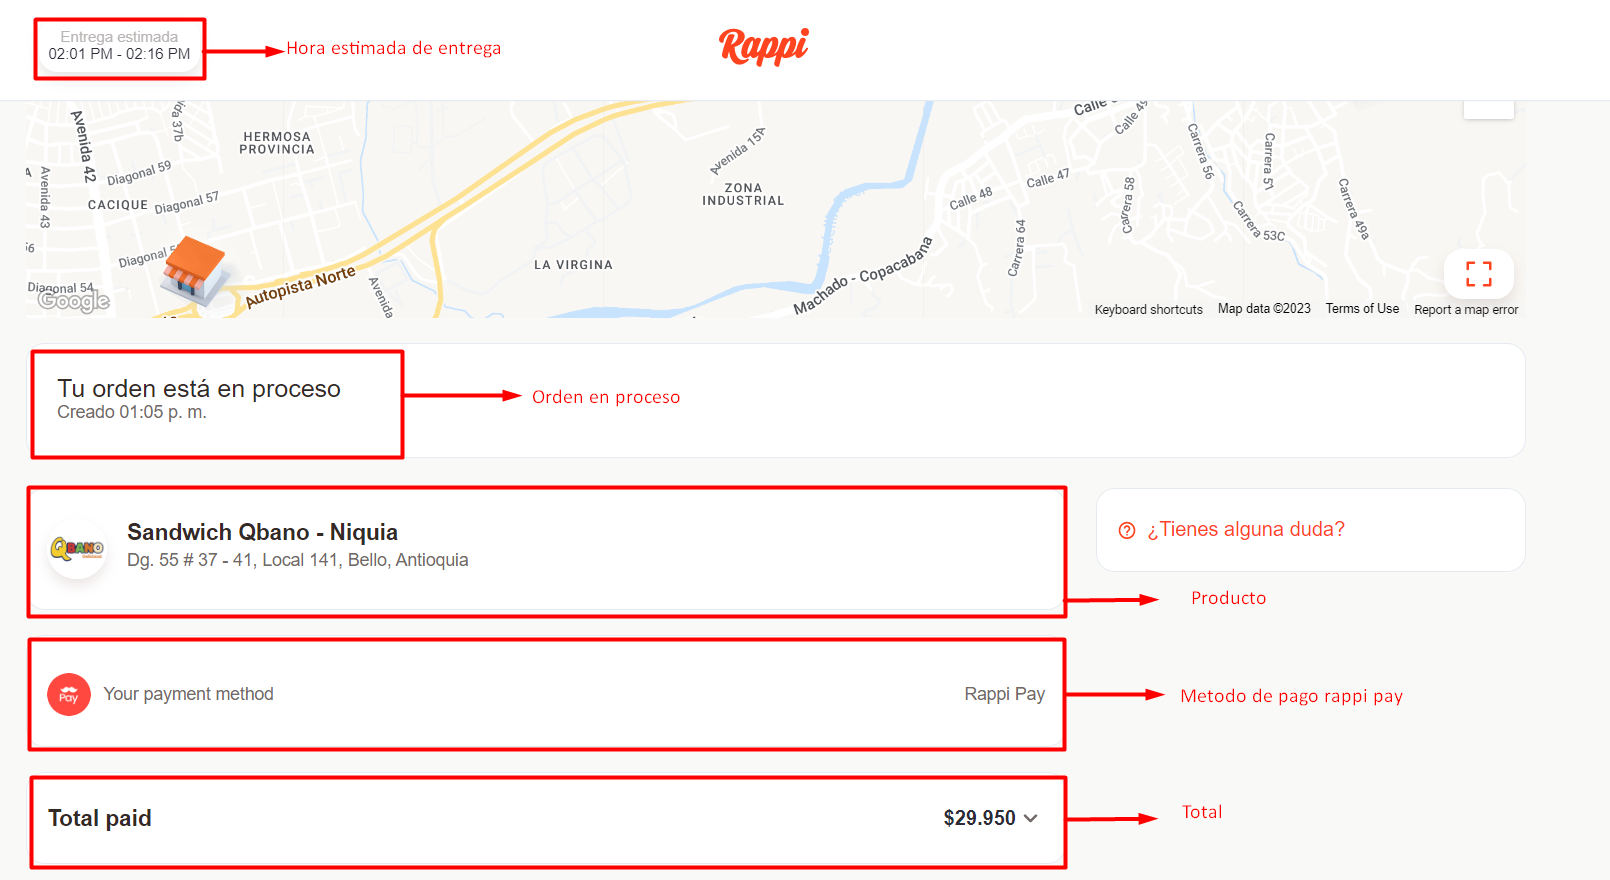 Entrega estimada
02:01 PM - 02:16 PM
Hora estimada de entrega
Rappi
Avenida 42
37b
HERMOSA
PROVINCIA
Diagonal 59
Avenida 43
CACIQUE
Diagonal 57
Diagonal 5
Diagonal 54
Google
Autopista Norte
Avenida
LA VIRGINA
Avenida 15A
ZONA
INDUSTRIAL
Machado - Copacabana
Calle
Calle 49
Calle 48
Calle 47
Carrera 64
Carrera 58
Carrera 56
Carrera 53C
Carrera 51
Carrera 49a
Keyboard shortcuts
Map data ©2023
Terms of Use
Report a map error
Tu orden está en proceso
Creado 01:05 p. m.
Orden en proceso
QBANO
Sandwich Qbano - Niquia
Dg. 55 # 37 - 41, Local 141, Bello, Antioquia
¿Tienes alguna duda?
Producto
Pay
Your payment method
Rappi Pay
Metodo de pago rappi pay
Total paid
$29.950
Total